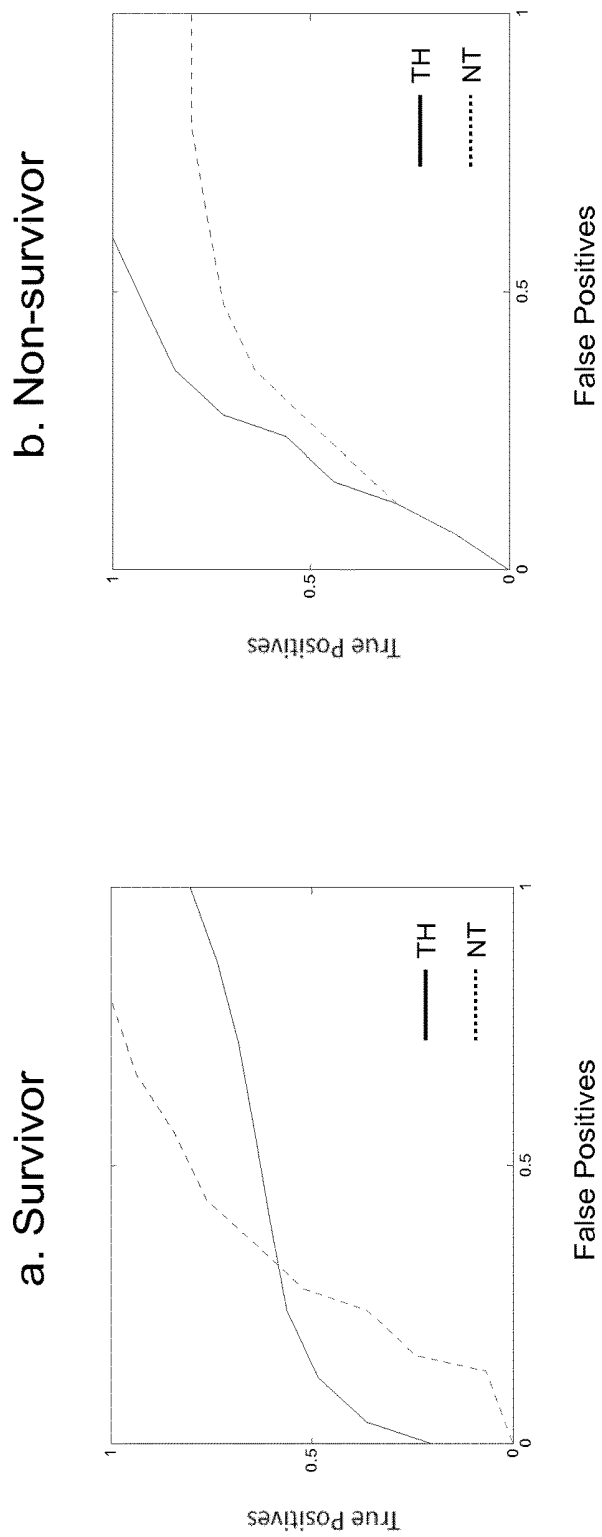 a. Survivor
True Positives
1
0.5
0
0
0.5
1
False Positives
TH
NT
b. Non-survivor
True Positives
1
0.5
0
0
0.5
1
False Positives
TH
NT